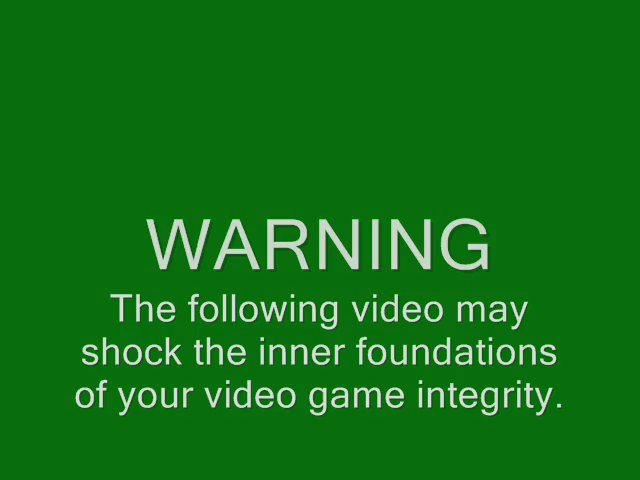 WARNING
The following video may
shock the inner foundations
of your video game integrity.